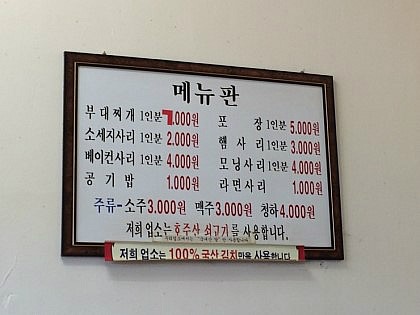 메뉴판
부대찌개 1인분 7.000원 포장 1인분 5.000원
소세지사리 1인분 2.000원 햄사리 1인분 3.000원
베이컨사리 1인분 4.000원 모닝사리 1인분 4.000원
공기밥 1.000원 라면사리 1.000원
주류-소주 3.000원 맥주 3.000원 청하 4.000원
저희 업소는 호주산 쇠고기를 사용합니다.
저희 업소는 100% 국산 김치만을 사용합니다